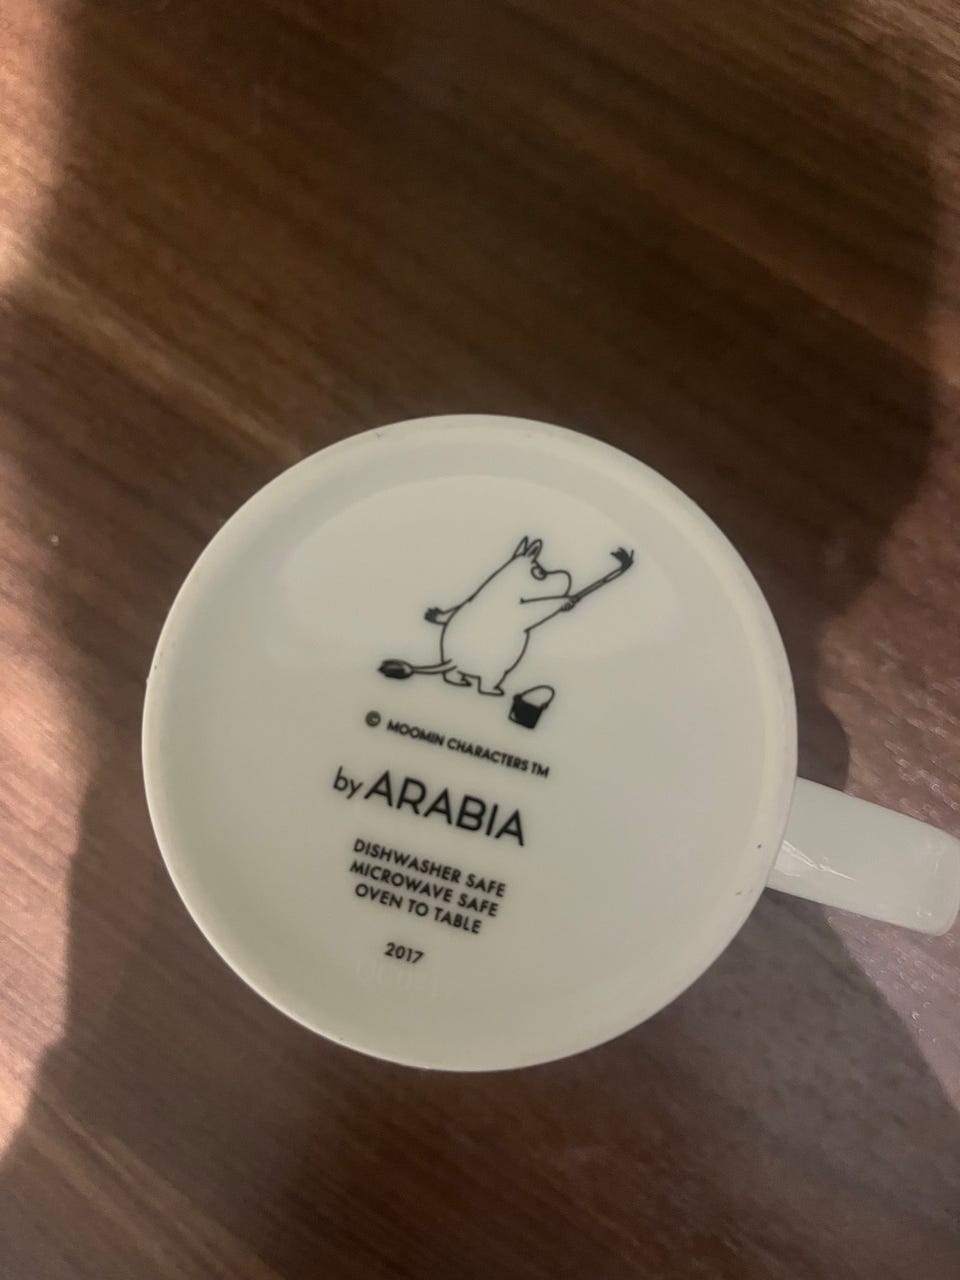 © MOOMIN CHARACTERS TM
by ARABIA
DISHWASHER SAFE
MICROWAVE SAFE
OVEN TO TABLE
2017